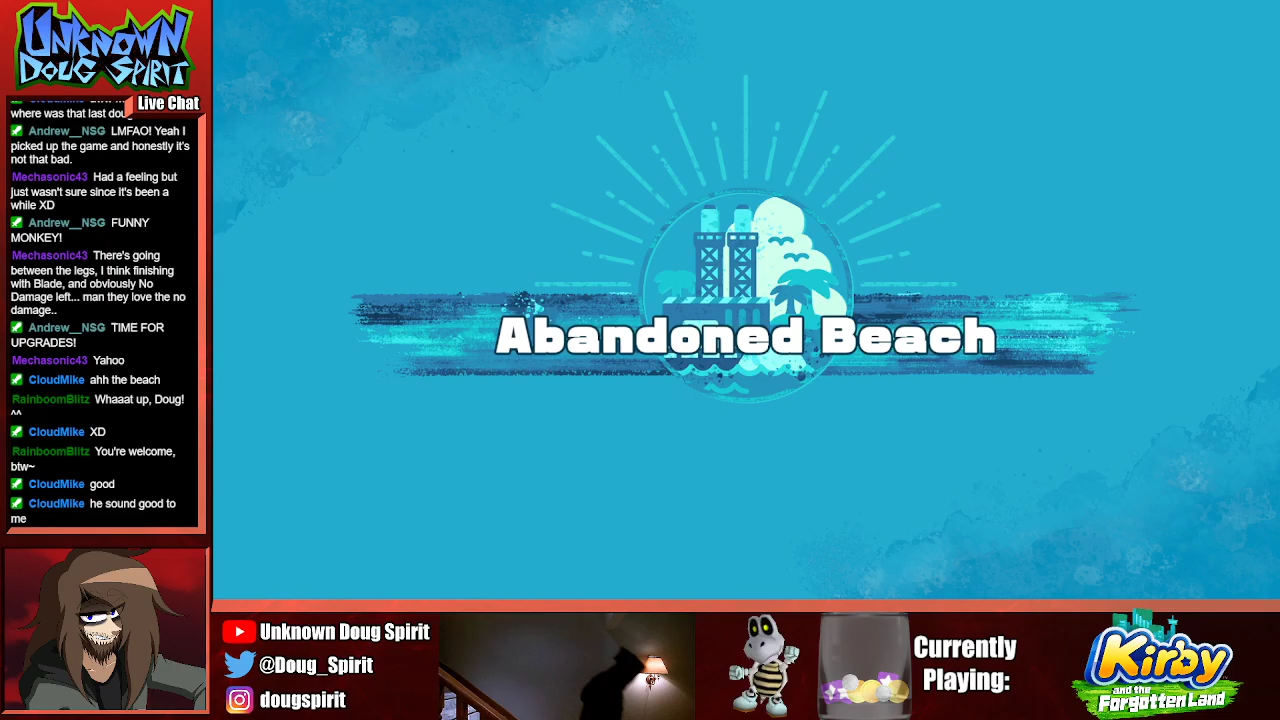 UNKNOWN
DOUG SPIRIT
Live Chat
where was that last
Andrew__NSG LMFAO! Yeah I
picked up the game and honestly it's
not that bad.
Mechasonic43 Had a feeling but
just wasn't sure since it's been a
while XD
Andrew__NSG FUNNY
MONKEY!
Mechasonic43 There's going
between the legs, I think finishing
with Blade, and obviously No
Damage left... man they love the no
damage..
Andrew__NSG TIME FOR
UPGRADES!
Mechasonic43 Yahoo
CloudMike ahh the beach
RainboomBlitz Whaaat up, Doug!
^^
CloudMike XD
RainboomBlitz You're welcome,
btw~
CloudMike good
CloudMike he sound good to
me
Abandoned Beach
Unknown Doug Spirit
@Doug_Spirit
dougspirit
Currently
Playing:
Kirby
and the
Forgotten Land